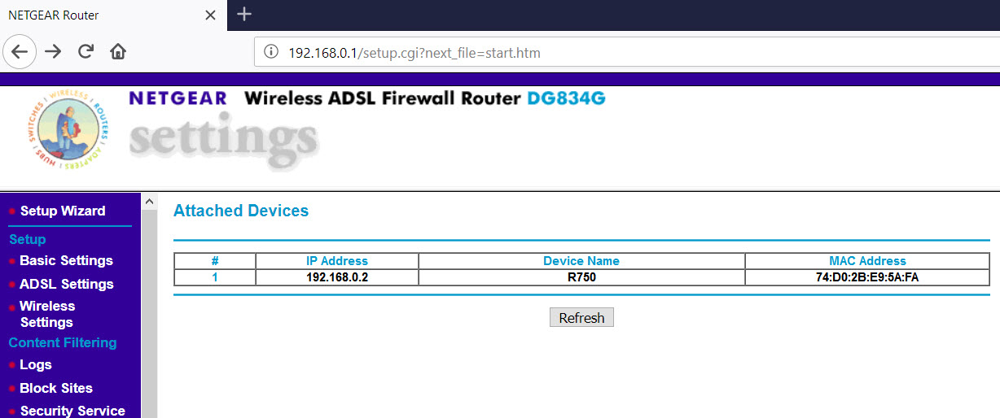 NETGEAR Router
192.168.0.1/setup.cgi?next_file=start.htm
SWITCHES | WIRELESS | ROUTERS | ADAPTERS | HUBS |
NETGEAR Wireless ADSL Firewall Router DG834G
settings
Setup Wizard
Setup
Basic Settings
ADSL Settings
Wireless
Settings
Content Filtering
Logs
Block Sites
Security Service
Attached Devices
# IP Address Device Name MAC Address
1 192.168.0.2 R750 74:D0:2B:E9:5A:FA
Refresh